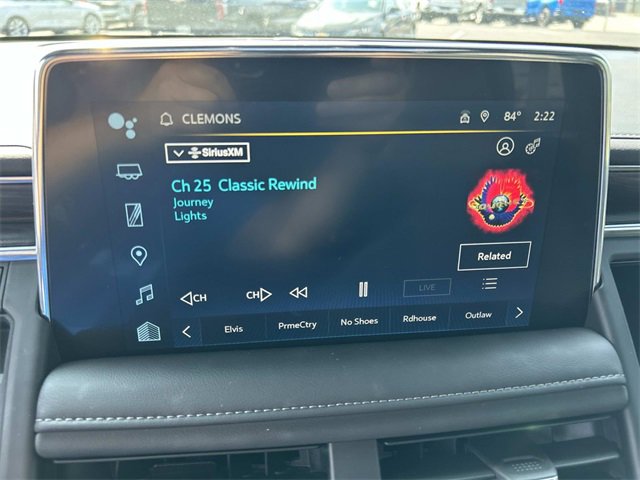 CLEMONS 84° 2:22
SiriusXM
Ch 25 Classic Rewind
Journey
Lights
Related
CH CH LIVE
Elvis PrmeCtry No Shoes Rdhouse Outlaw